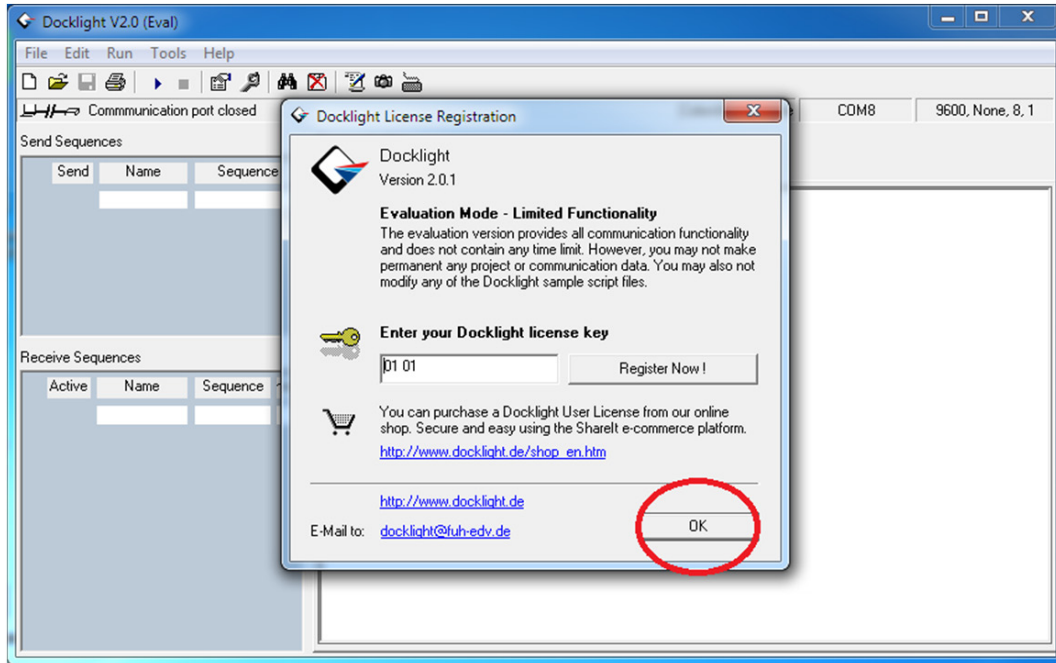 Docklight V2.0 (Eval)
File Edit Run Tools Help
Commmunication port closed
COM8
9600, None, 8, 1
Send Sequences
Send Name Sequence
Receive Sequences
Active Name Sequence
Docklight License Registration
Docklight
Version 2.0.1
Evaluation Mode - Limited Functionality
The evaluation version provides all communication functionality
and does not contain any time limit. However, you may not make
permanent any project or communication data. You may also not
modify any of the Docklight sample script files.
Enter your Docklight license key
01 01
Register Now !
You can purchase a Docklight User License from our online
shop. Secure and easy using the ShareIt e-commerce platform.
http://www.docklight.de/shop_en.htm
http://www.docklight.de
OK
E-Mail to: docklight@fuh-edv.de